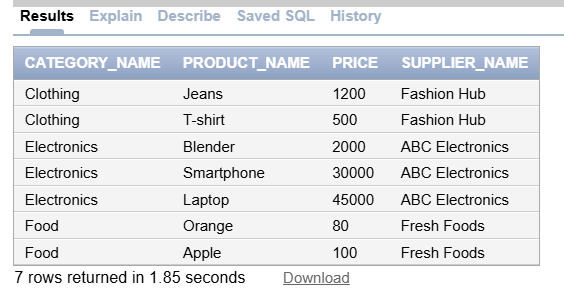 Results Explain Describe Saved SQL History
CATEGORY_NAME PRODUCT_NAME PRICE SUPPLIER_NAME
Clothing Jeans 1200 Fashion Hub
Clothing T-shirt 500 Fashion Hub
Electronics Blender 2000 ABC Electronics
Electronics Smartphone 30000 ABC Electronics
Electronics Laptop 45000 ABC Electronics
Food Orange 80 Fresh Foods
Food Apple 100 Fresh Foods
7 rows returned in 1.85 seconds Download